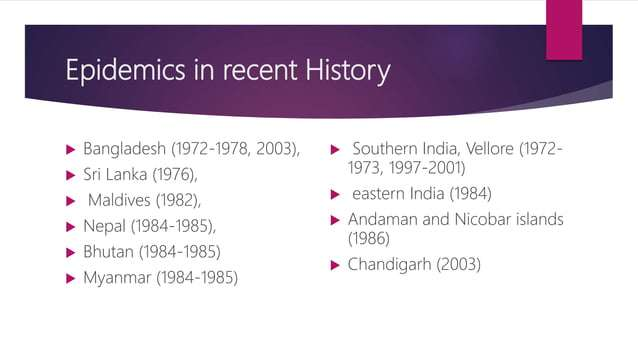 Epidemics in recent History
Bangladesh (1972-1978, 2003),
Sri Lanka (1976),
Maldives (1982),
Nepal (1984-1985),
Bhutan (1984-1985)
Myanmar (1984-1985)
Southern India, Vellore (1972-
1973, 1997-2001)
eastern India (1984)
Andaman and Nicobar islands
(1986)
Chandigarh (2003)